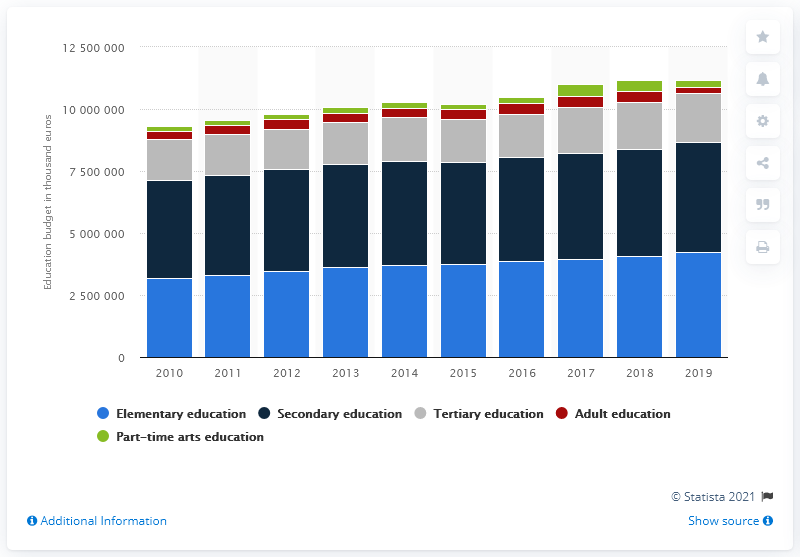 12 500 000
10 000 000
7 500 000
5 000 000
2 500 000
0
Education budget in thousand euros
2010 2011 2012 2013 2014 2015 2016 2017 2018 2019
Elementary education Secondary education Tertiary education Adult education
Part-time arts education
© Statista 2021
Additional Information Show source